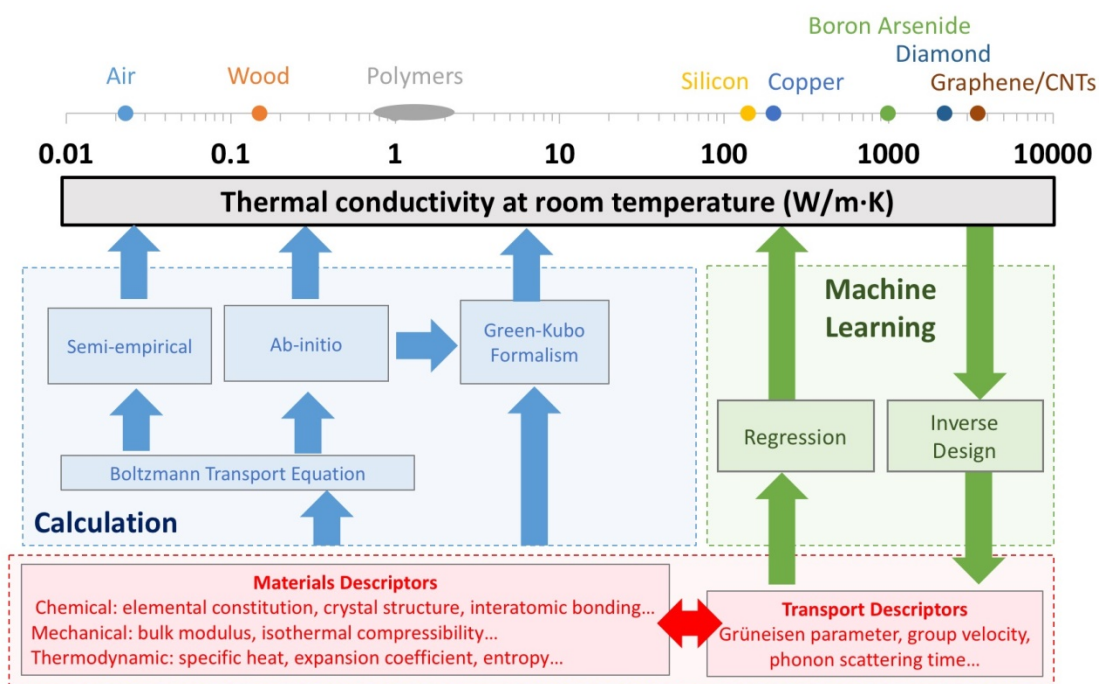 Boron Arsenide
Diamond
Air
Wood
Polymers
Silicon
Copper
Graphene/CNTs
0.01
0.1
1
10
100
1000
10000
Thermal conductivity at room temperature (W/m·K)
Semi-empirical
Ab-initio
Green-Kubo
Formalism
Boltzmann Transport Equation
Calculation
Machine
Learning
Regression
Inverse
Design
Materials Descriptors
Chemical: elemental constitution, crystal structure, interatomic bonding...
Mechanical: bulk modulus, isothermal compressibility...
Thermodynamic: specific heat, expansion coefficient, entropy...
Transport Descriptors
Grüneisen parameter, group velocity,
phonon scattering time...